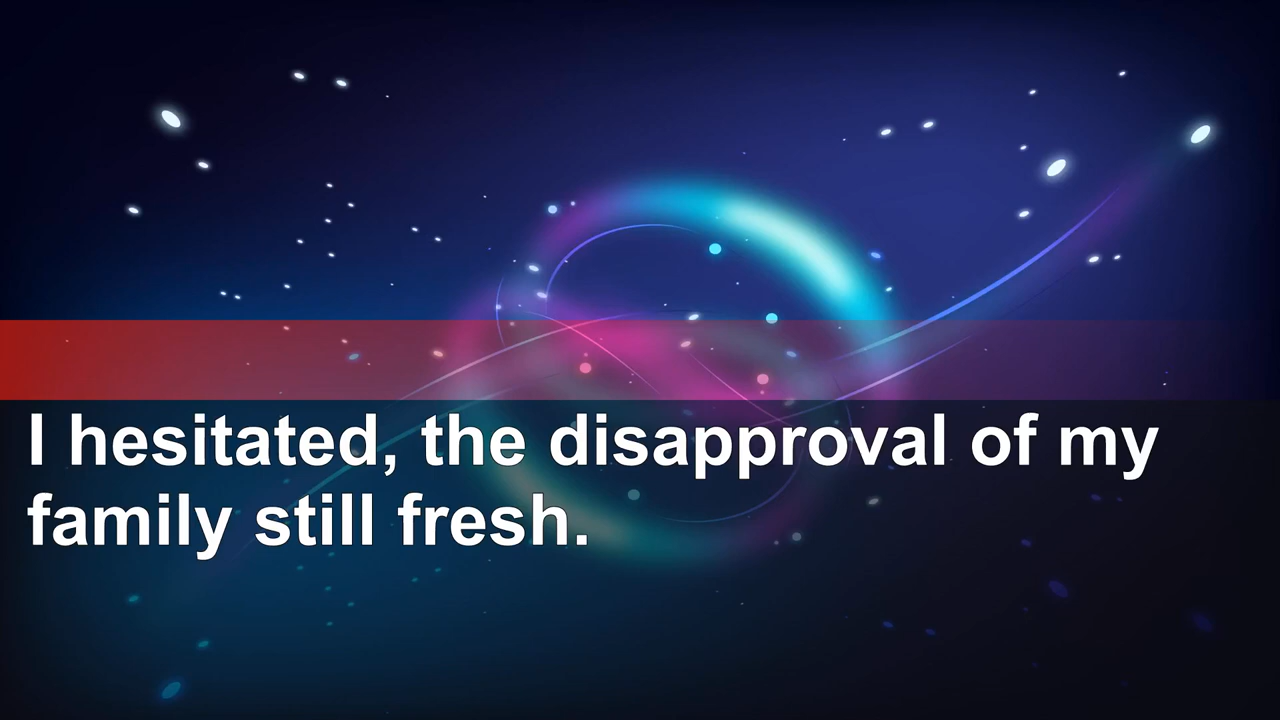 I hesitated, the disapproval of my
family still fresh.